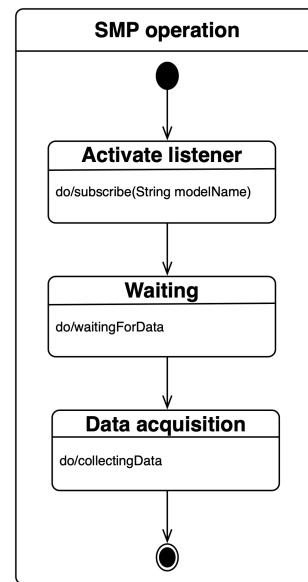 SMP operation
Activate listener
do/subscribe(String modelName)
Waiting
do/waitingForData
Data acquisition
do/collectingData